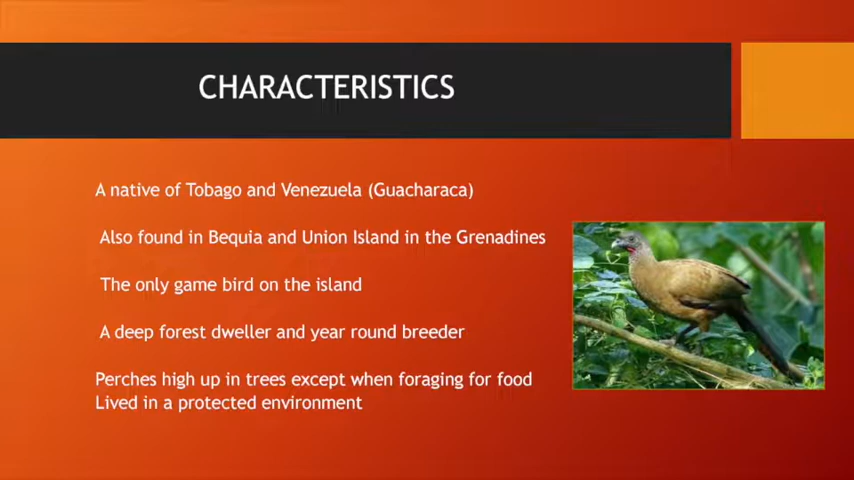 CHARACTERISTICS
A native of Tobago and Venezuela (Guacharaca)
Also found in Bequia and Union Island in the Grenadines
The only game bird on the island
A deep forest dweller and year round breeder
Perches high up in trees except when foraging for food
Lived in a protected environment